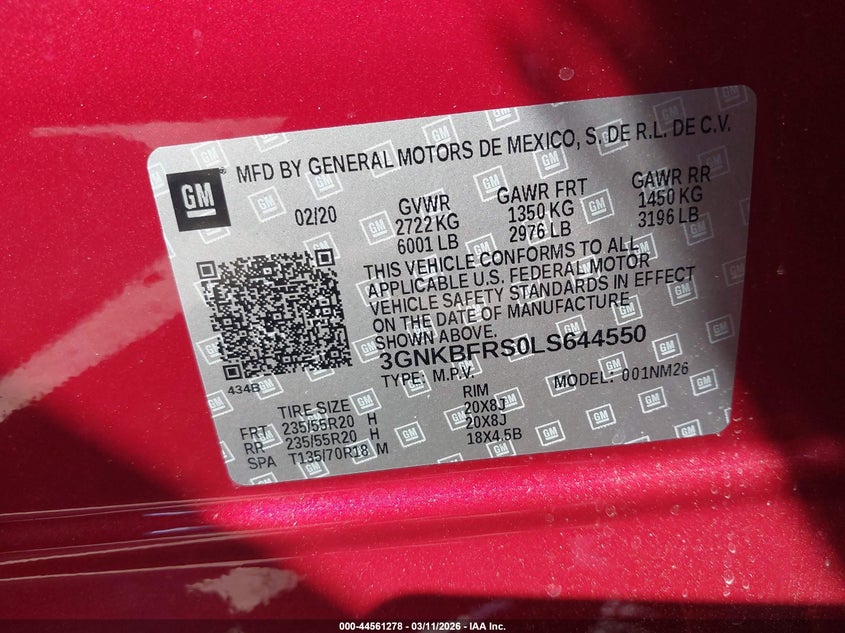 MFD BY GENERAL MOTORS DE MEXICO, S. DE R.L. DE C.V.
GM
02/20
GVWR
2722 KG
6001 LB
GAWR FRT
1350 KG
2976 LB
GAWR RR
1450 KG
3196 LB
THIS VEHICLE CONFORMS TO ALL
APPLICABLE U.S. FEDERAL MOTOR
VEHICLE SAFETY STANDARDS IN EFFECT
ON THE DATE OF MANUFACTURE
SHOWN ABOVE.
3GNKBFRS0LS644550
TYPE: M.P.V.
MODEL: 001NM26
434B
TIRE SIZE RIM
FRT 235/55R20 H 20X8J
RR 235/55R20 H 20X8J
SPA T135/70R18 M 18X4.5B
000-44561278 - 03/11/2026 - IAA Inc.